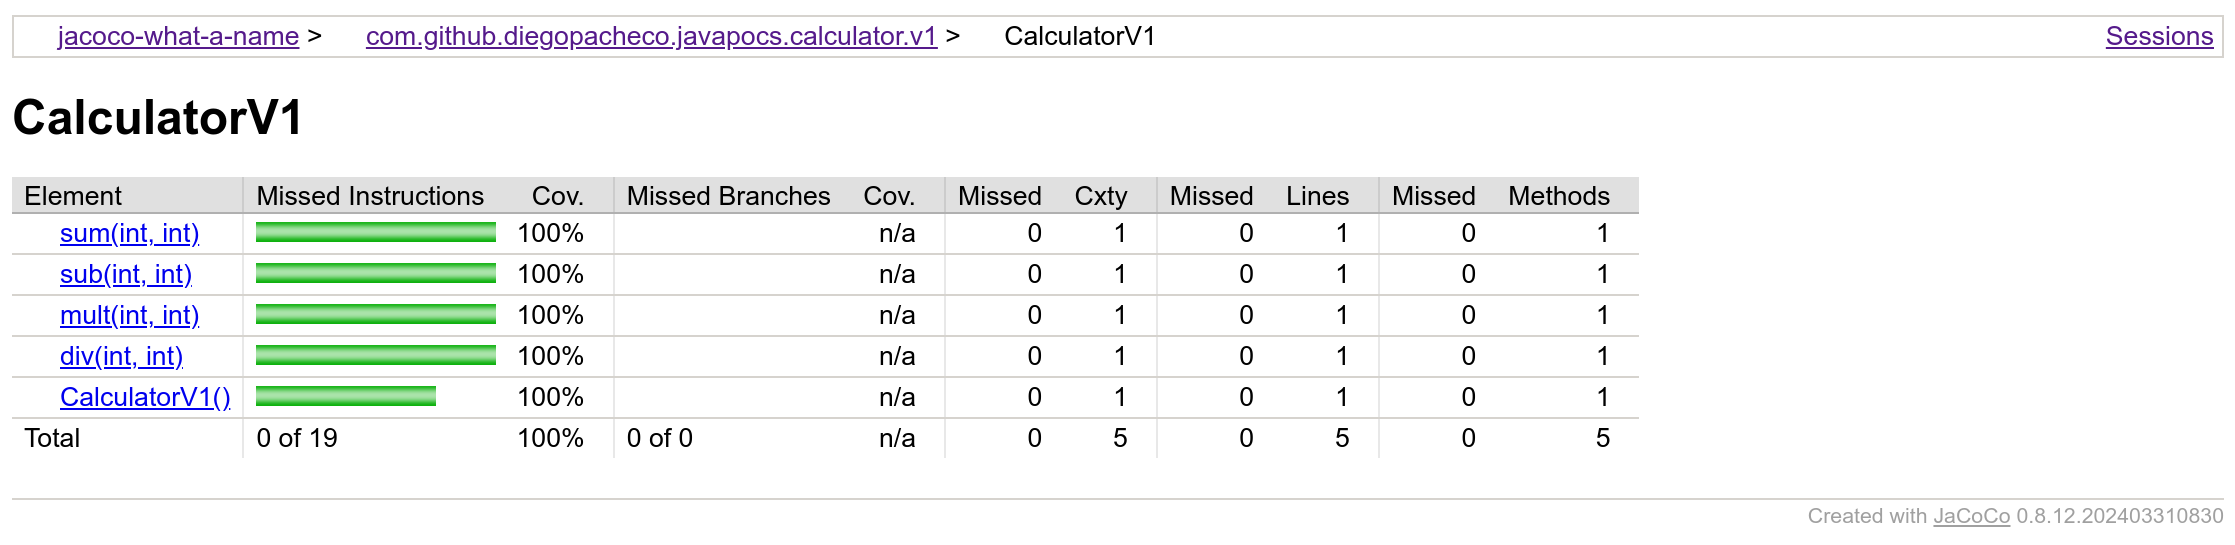 jacoco-what-a-name > com.github.diegopacheco.javapocs.calculator.v1 > CalculatorV1 Sessions
CalculatorV1
Element Missed Instructions Cov. Missed Branches Cov. Missed Cxty Missed Lines Missed Methods
sum(int, int) 100% n/a 0 1 0 1 0 1
sub(int, int) 100% n/a 0 1 0 1 0 1
mult(int, int) 100% n/a 0 1 0 1 0 1
div(int, int) 100% n/a 0 1 0 1 0 1
CalculatorV1() 100% n/a 0 1 0 1 0 1
Total 0 of 19 100% 0 of 0 n/a 0 5 0 5 0 5
Created with JaCoCo 0.8.12.202403310830